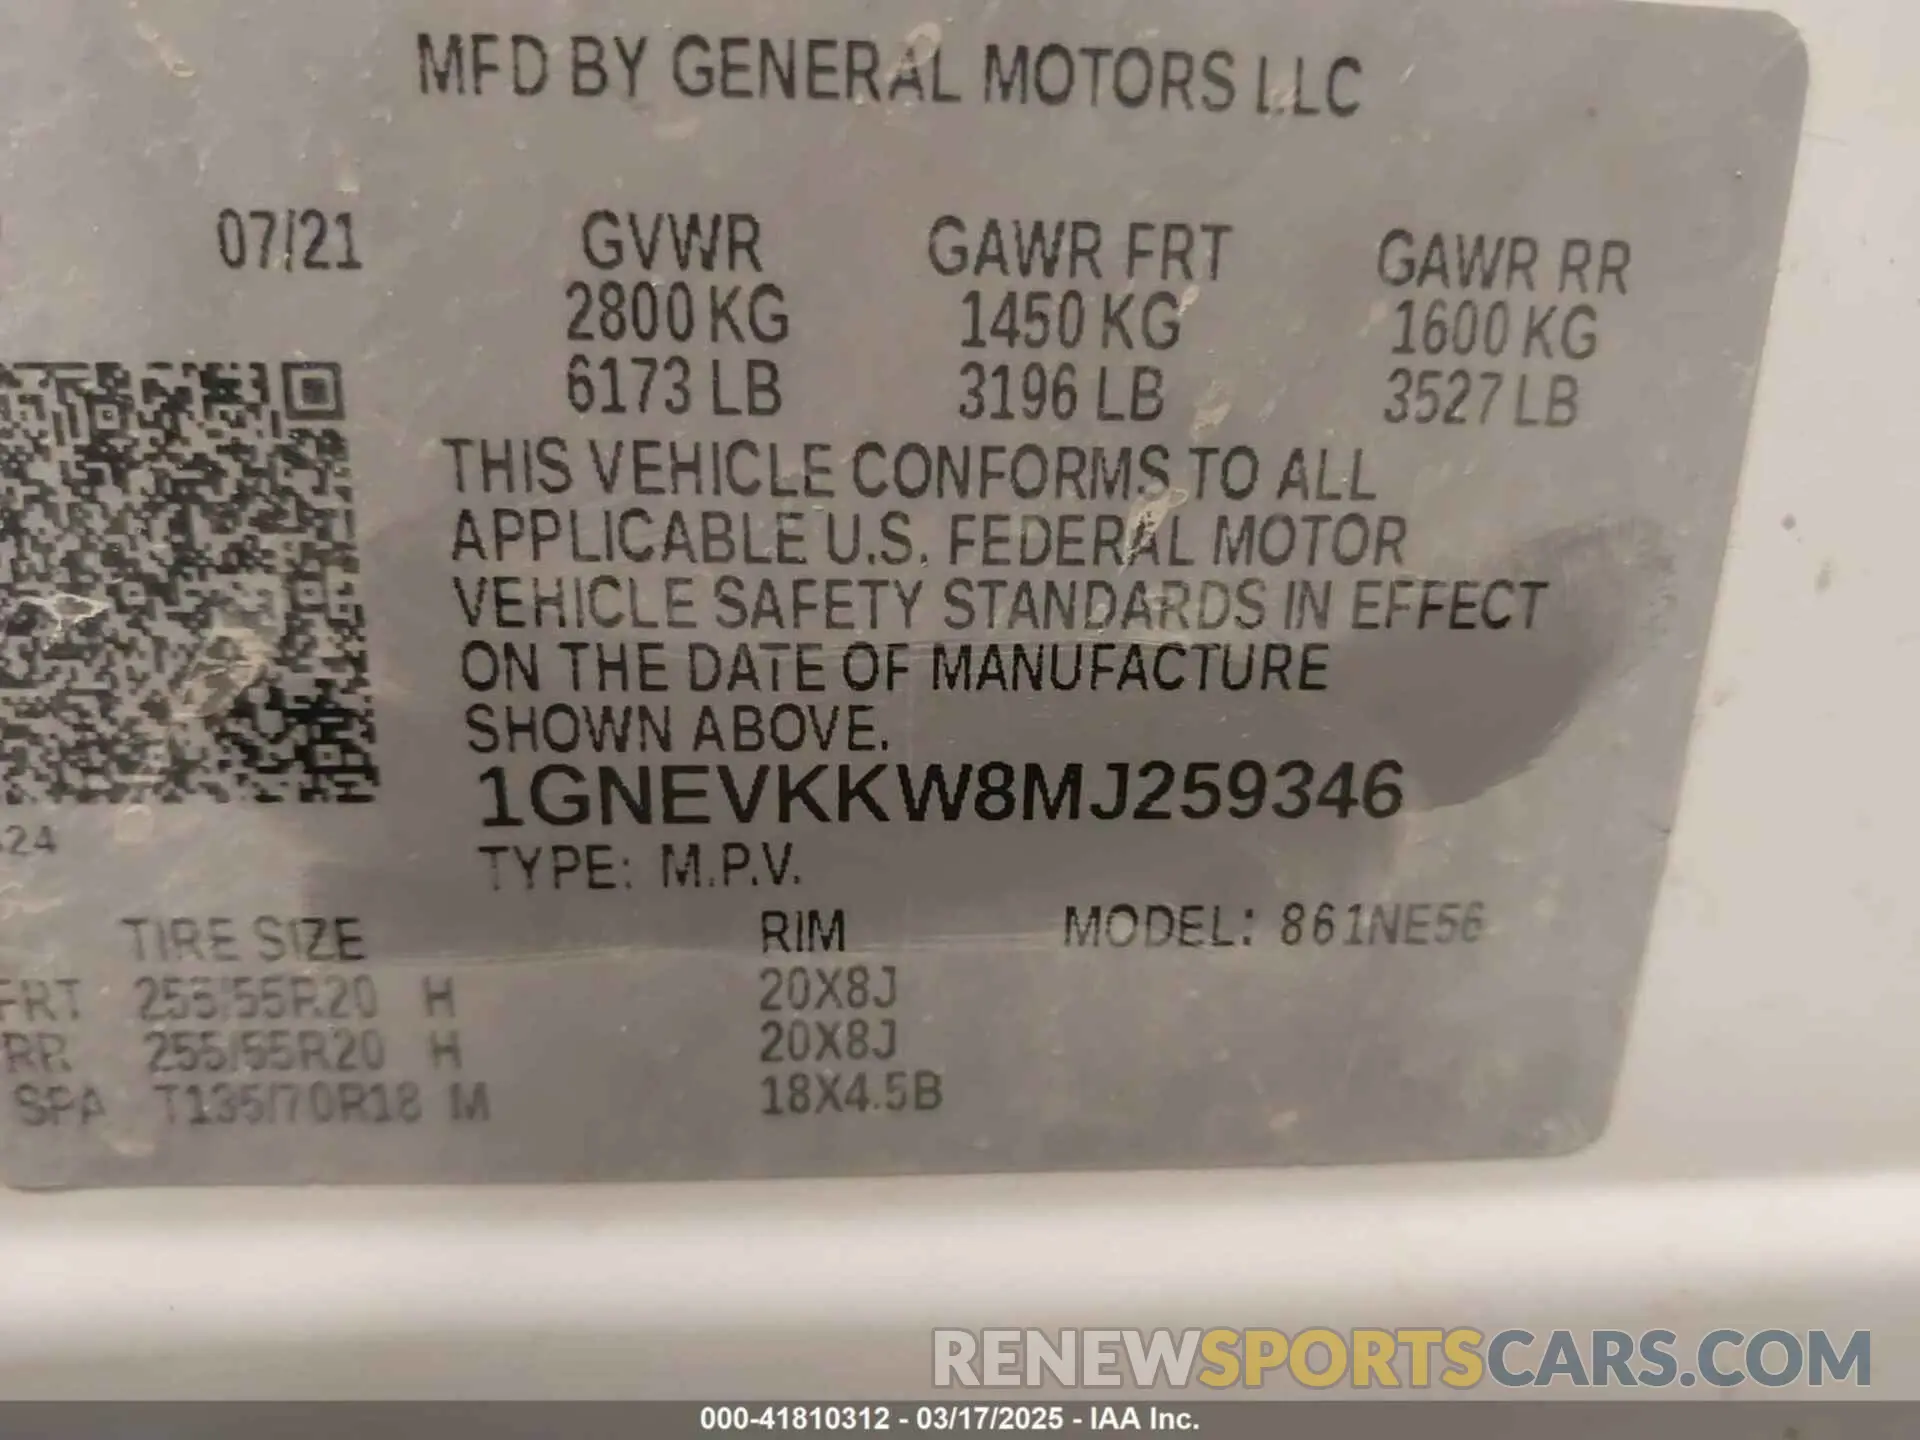 MFD BY GENERAL MOTORS LLC
07/21 GVWR GAWR FRT GAWR RR
2800 KG 1450 KG 1600 KG
6173 LB 3196 LB 3527 LB
THIS VEHICLE CONFORMS TO ALL
APPLICABLE U.S. FEDERAL MOTOR
VEHICLE SAFETY STANDARDS IN EFFECT
ON THE DATE OF MANUFACTURE
SHOWN ABOVE.
1GNEVKKW8MJ259346
24
TYPE: M.P.V.
TIRE SIZE RIM MODEL: 861NE56
FRT 255/55R20 H 20X8J
RR 255/55R20 H 20X8J
SPA T135/70R18 M 18X4.5B
RENEWSPORTSCARS.COM
000-41810312 - 03/17/2025 - IAA Inc.